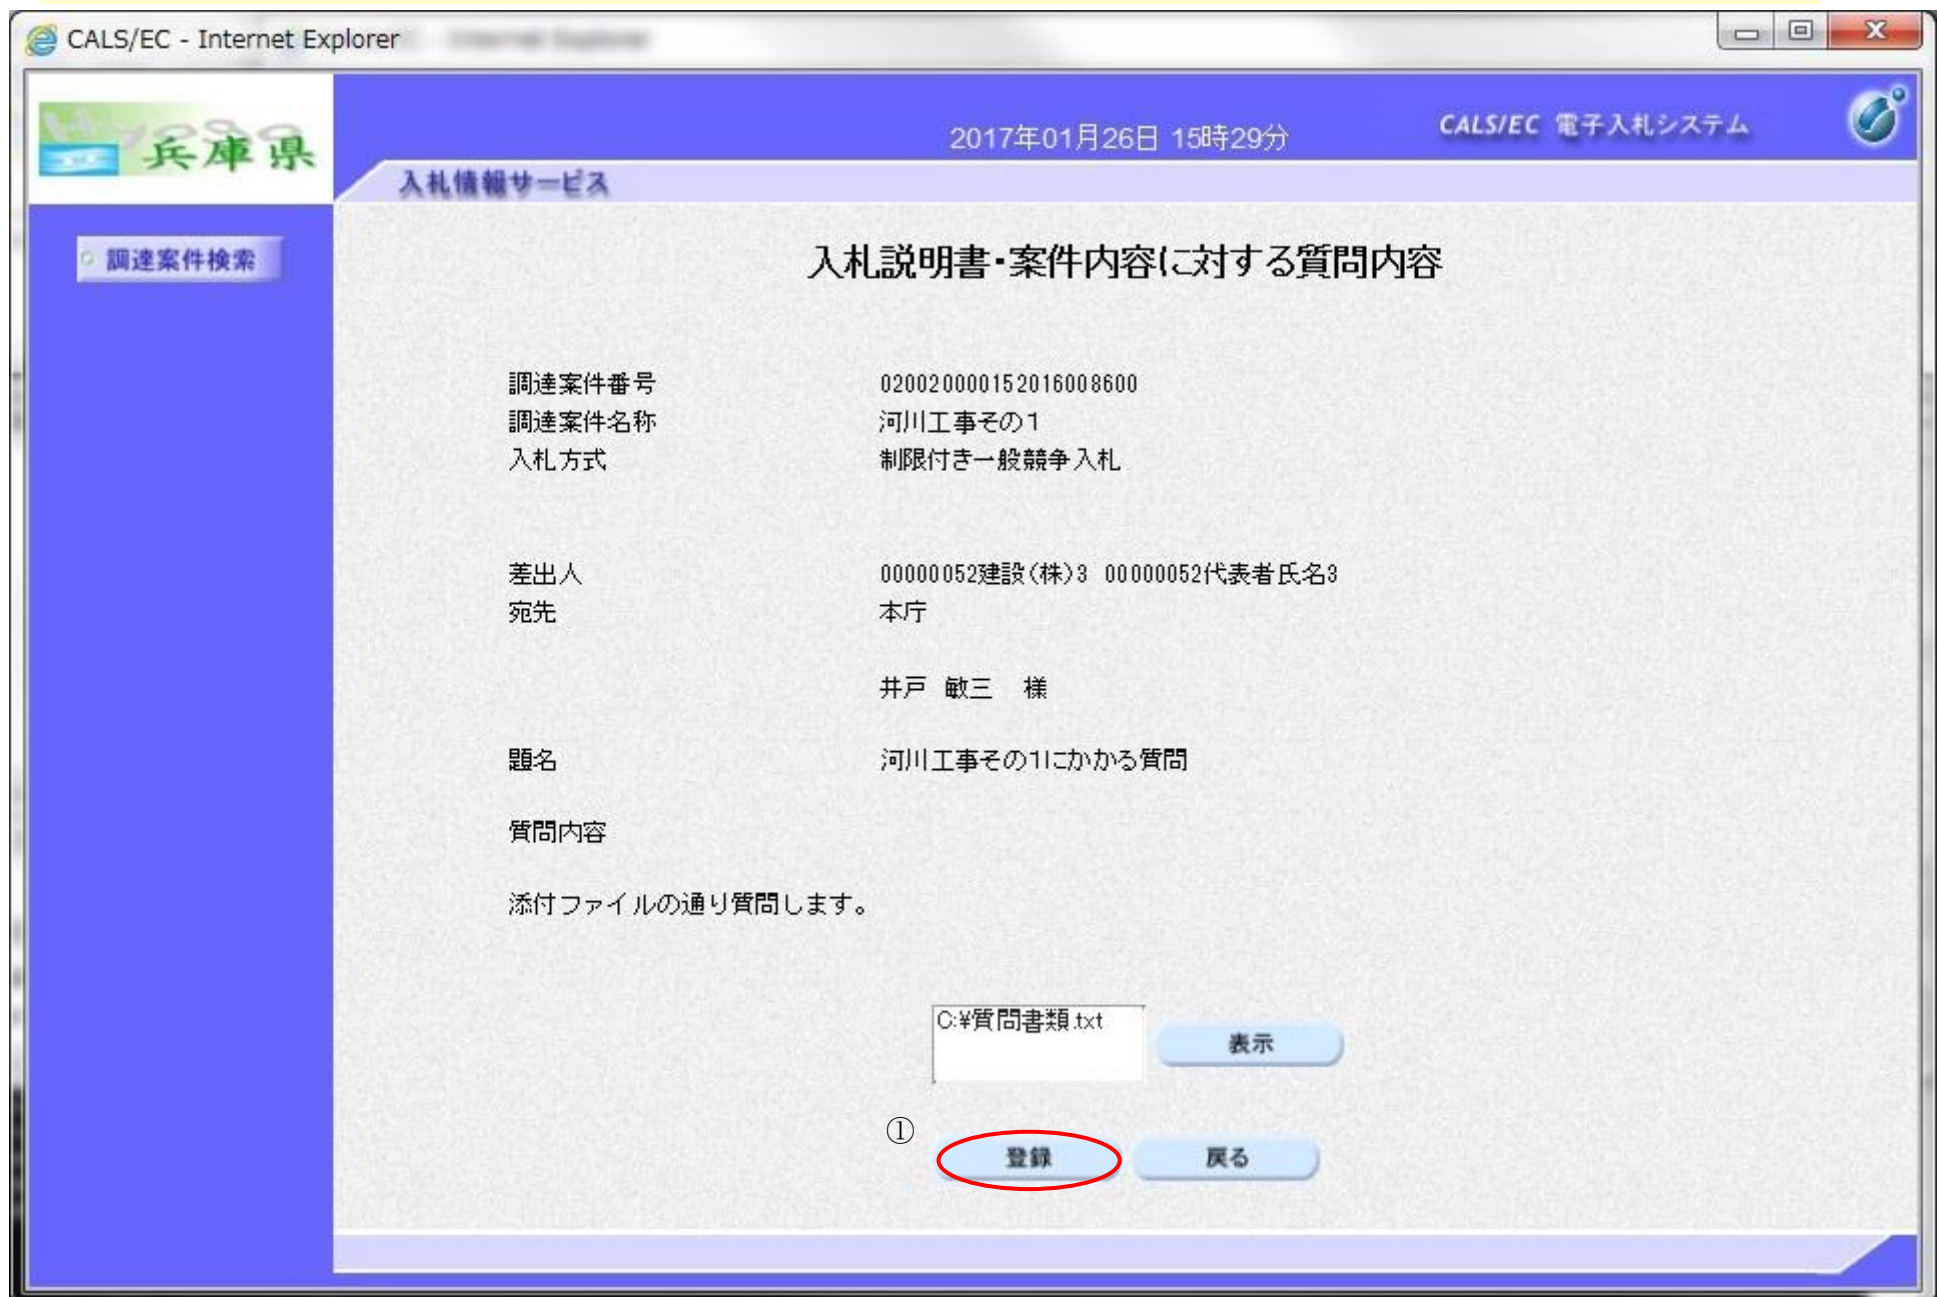 CALS/EC - Internet Explorer
兵庫県
2017年01月26日 15時29分
CALS/EC 電子入札システム
入札情報サービス
調達案件検索
入札説明書・案件内容に対する質問内容
調達案件番号 020020000152016008600
調達案件名称 河川工事その1
入札方式 制限付き一般競争入札
差出人 00000052建設(株)3 00000052代表者氏名3
宛先 本庁
井戸 敏三 様
題名 河川工事その1にかかる質問
質問内容
添付ファイルの通り質問します。
C:¥質問書類.txt
表示
①
登録 戻る